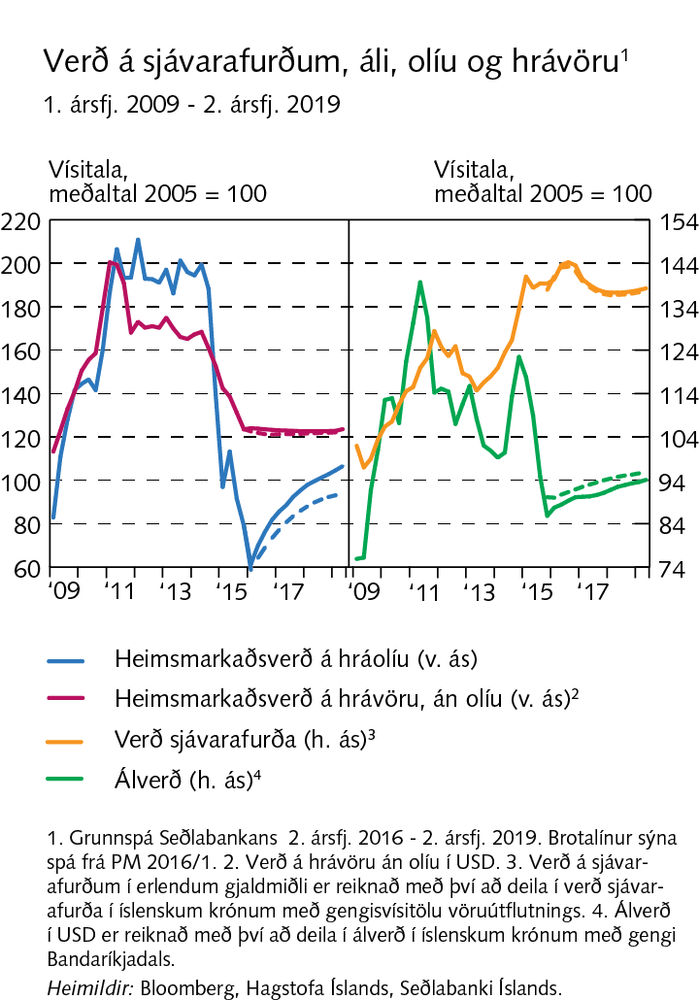 Verð á sjávarafurðum, áli, olíu og hrávöru¹
1. ársfj. 2009 - 2. ársfj. 2019
Vísitala,
meðaltal 2005 = 100
Vísitala,
meðaltal 2005 = 100
220
200
180
160
140
120
100
80
60
154
144
134
124
114
104
94
84
74
‘09 ‘11 ‘13 ‘15 ‘17 ‘09 ‘11 ‘13 ‘15 ‘17
Heimsmarkaðsverð á hráolíu (v. ás)
Heimsmarkaðsverð á hrávöru, án olíu (v. ás)²
Verð sjávarafurða (h. ás)³
Álverð (h. ás)⁴
1. Grunnspá Seðlabankans 2. ársfj. 2016 - 2. ársfj. 2019. Brotalínur sýna
spá frá PM 2016/1. 2. Verð á hrávöru án olíu í USD. 3. Verð á sjávar-
afurðum í erlendum gjaldmiðli er reiknað með því að deila í verð sjávar-
afurða í íslenskum krónum með gengisvísitölu vöruútflutnings. 4. Álverð
í USD er reiknað með því að deila í álverð í íslenskum krónum með gengi
Bandaríkjadals.
Heimildir: Bloomberg, Hagstofa Íslands, Seðlabanki Íslands.